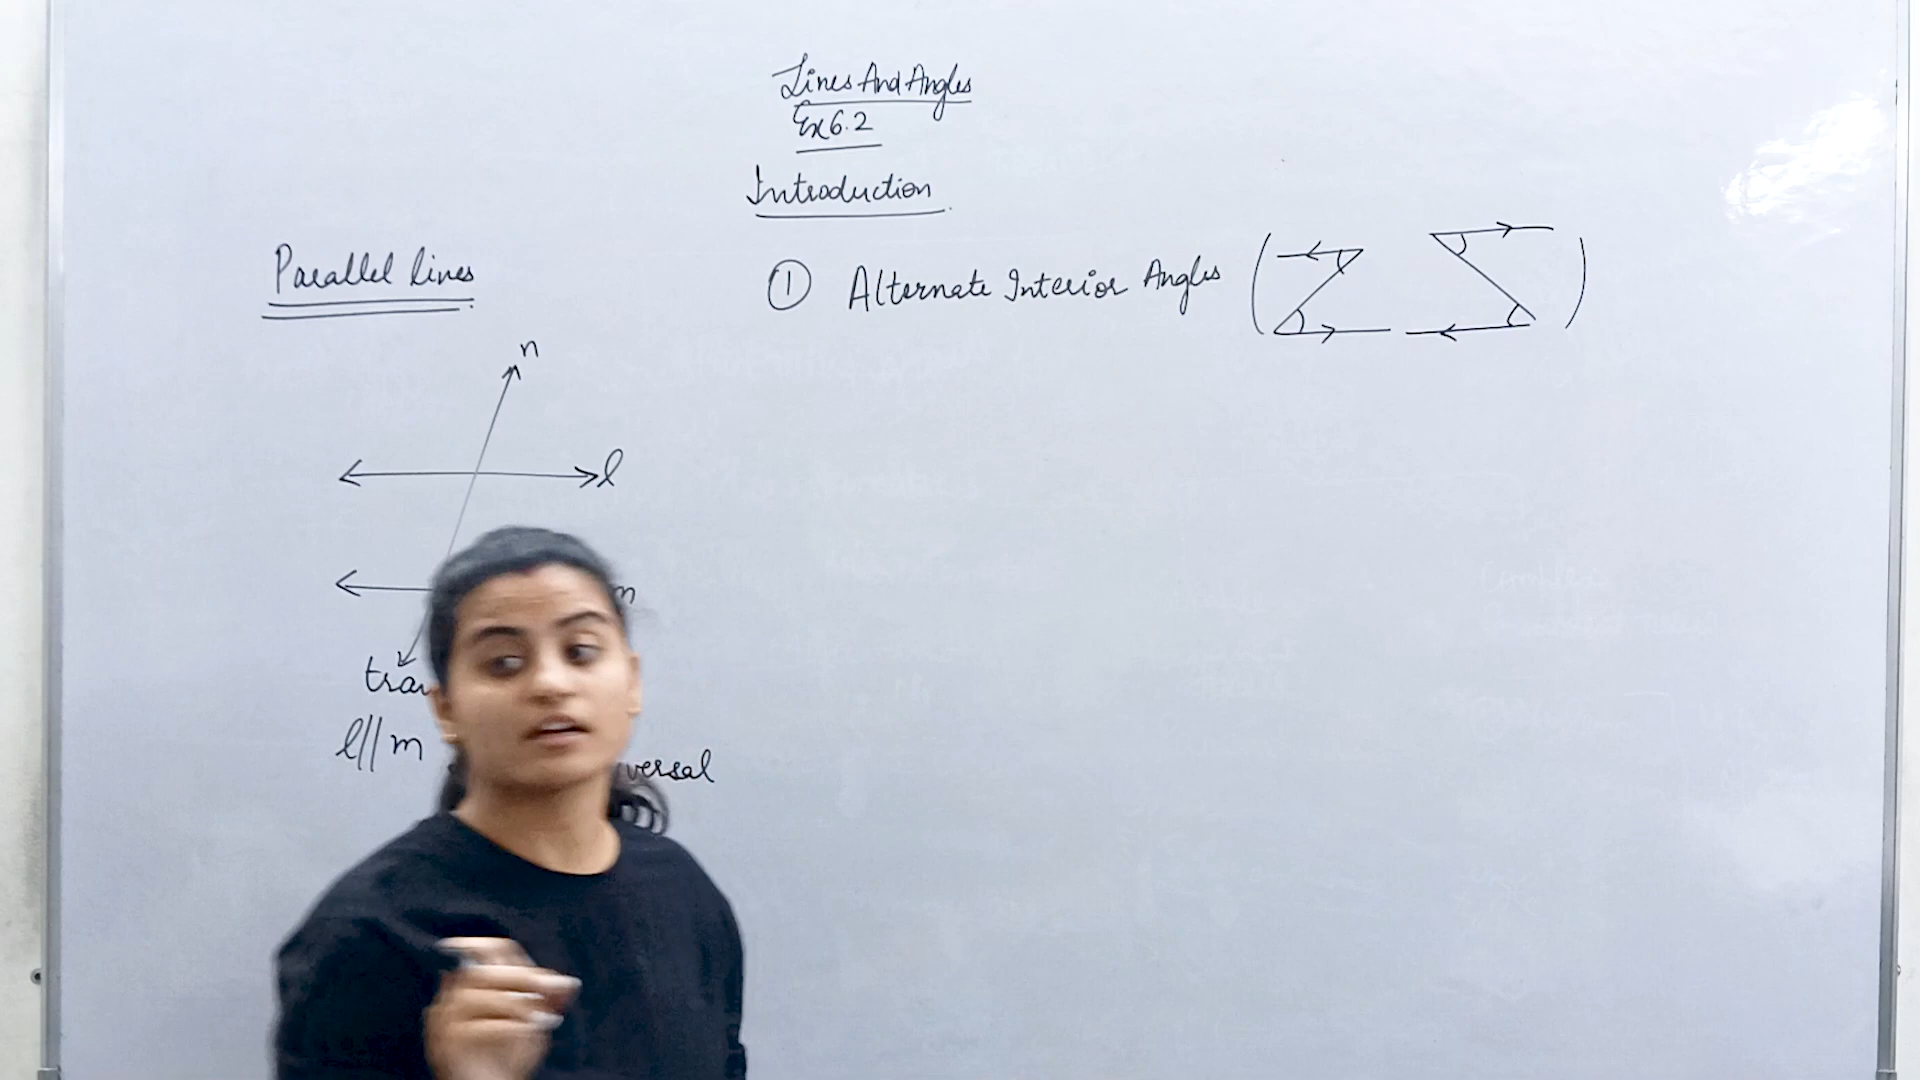 Lines And Angles
Ex 6.2
Introduction
Parallel lines
① Alternate Interior Angles
n
l
m
l || m